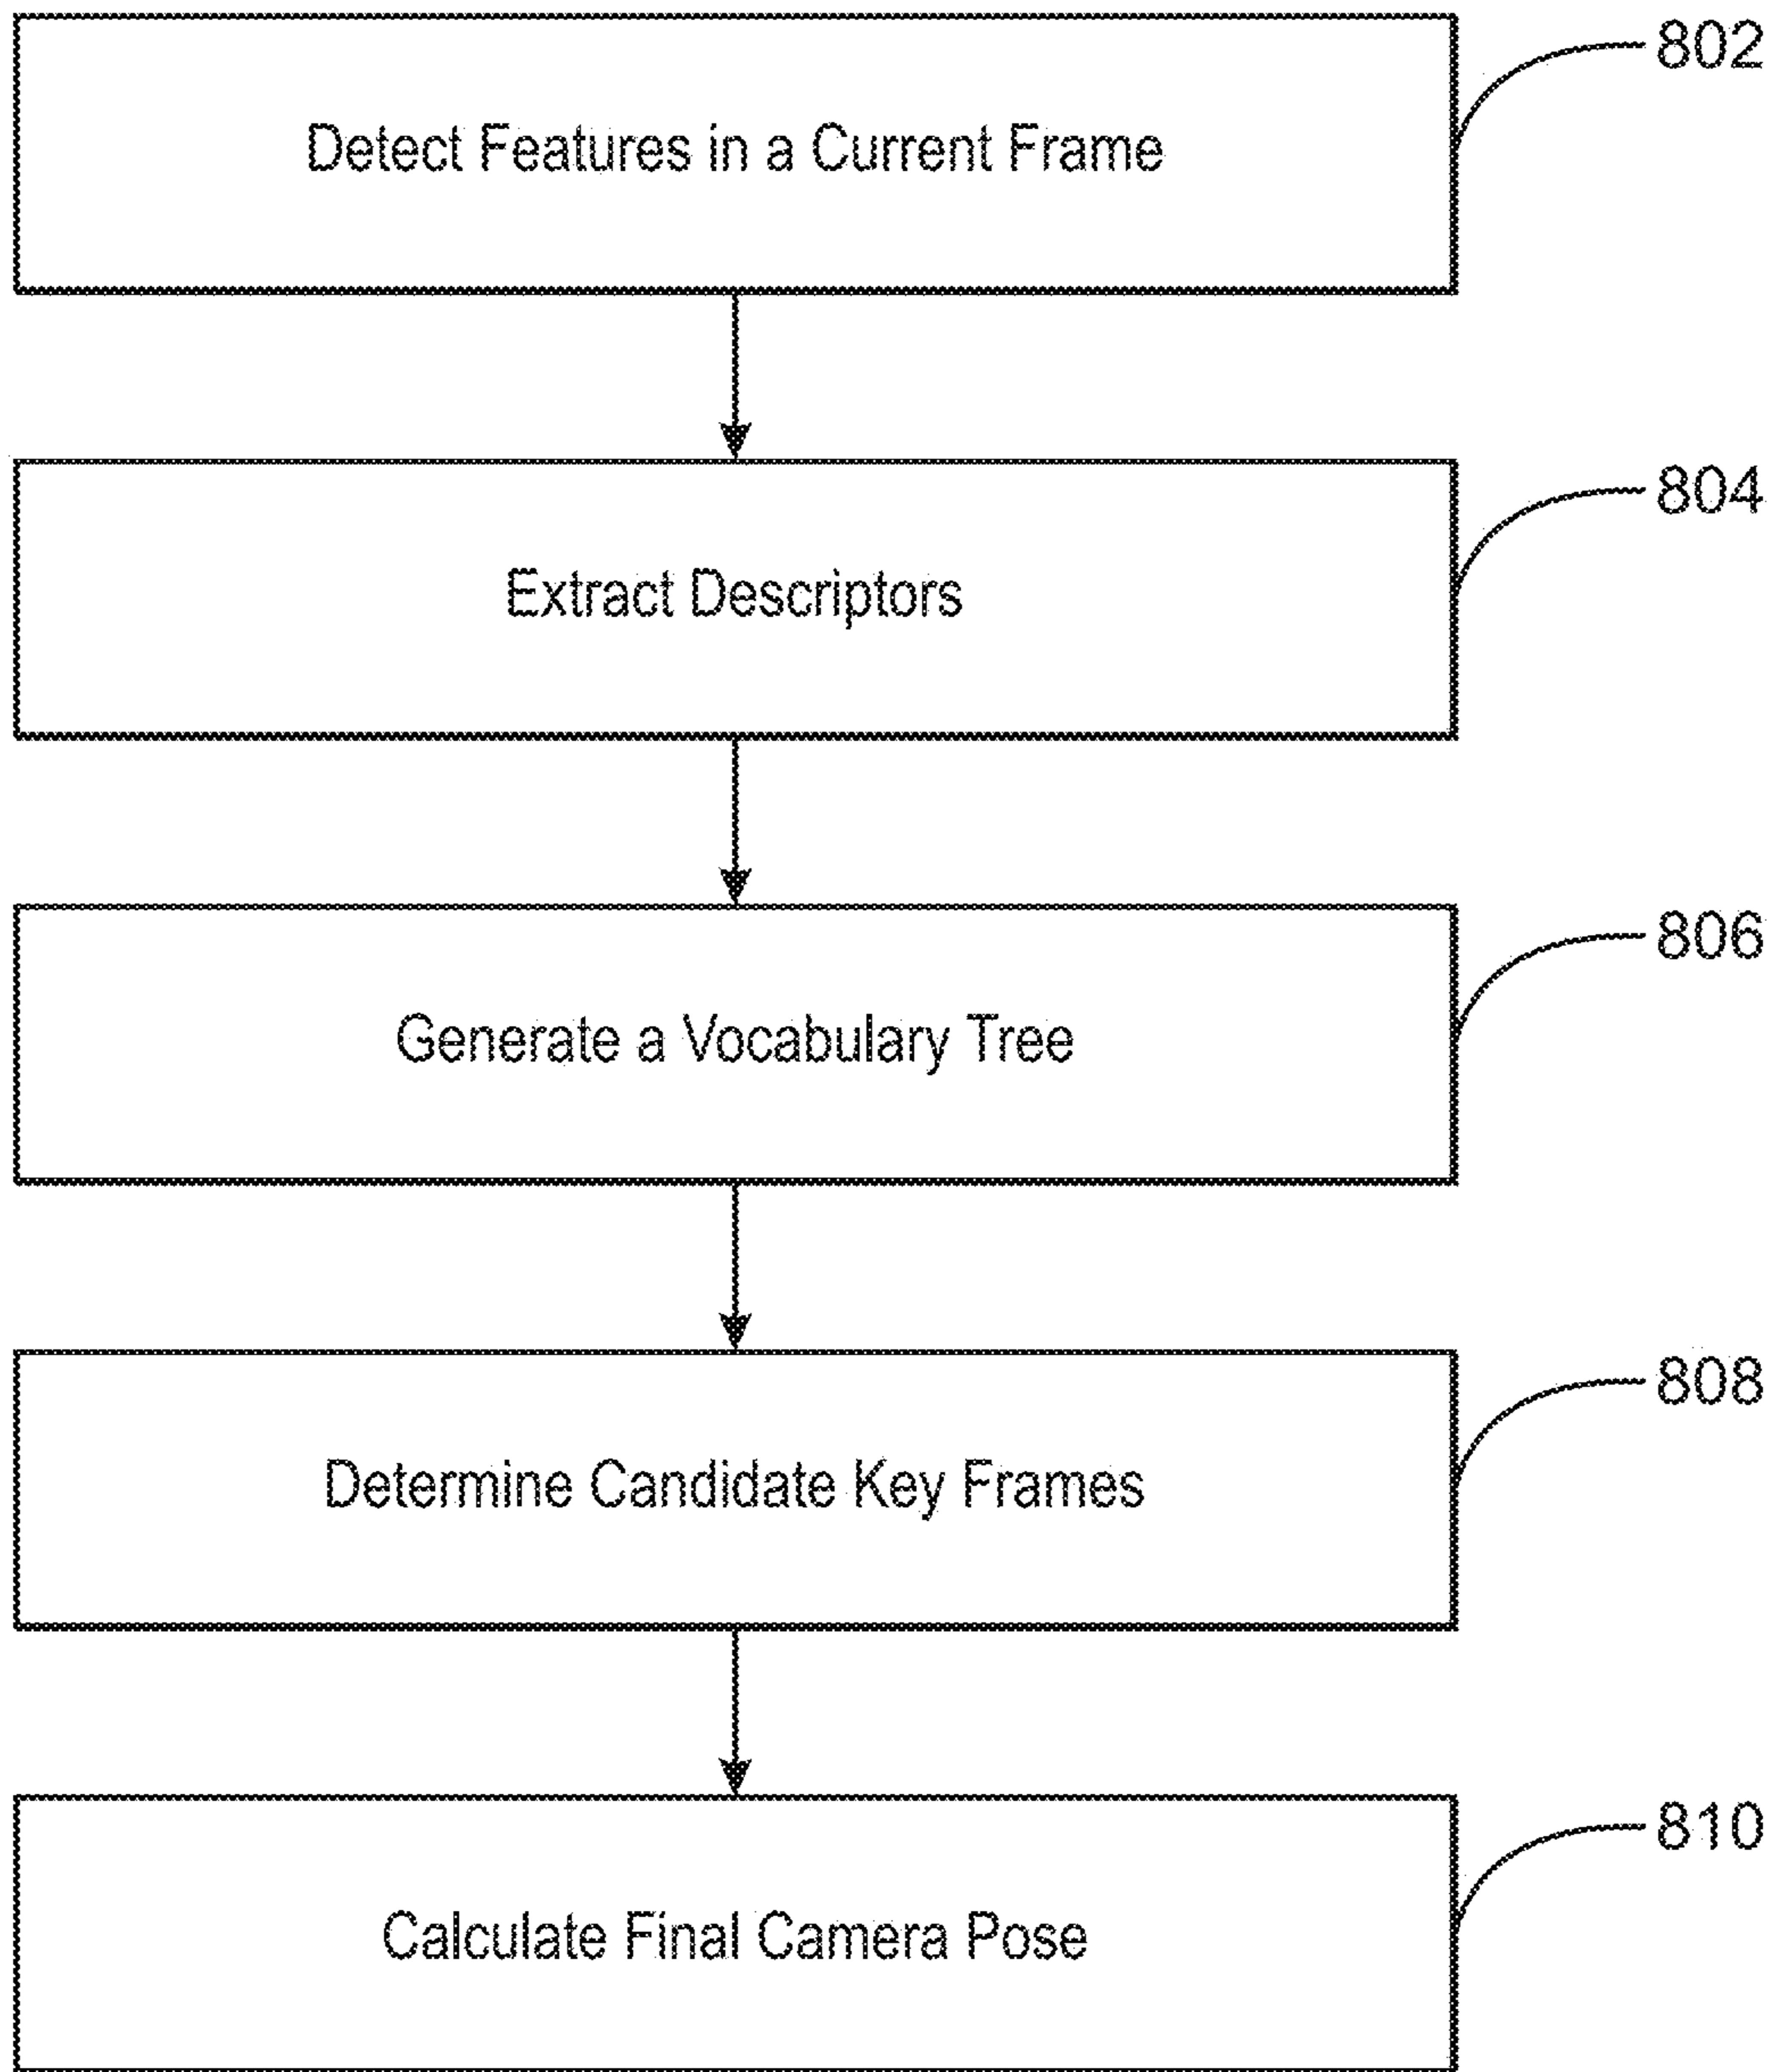 Detect Features in a Current Frame
802
Extract Descriptors
804
Generate a Vocabulary Tree
806
Determine Candidate Key Frames
808
Calculate Final Camera Pose
810